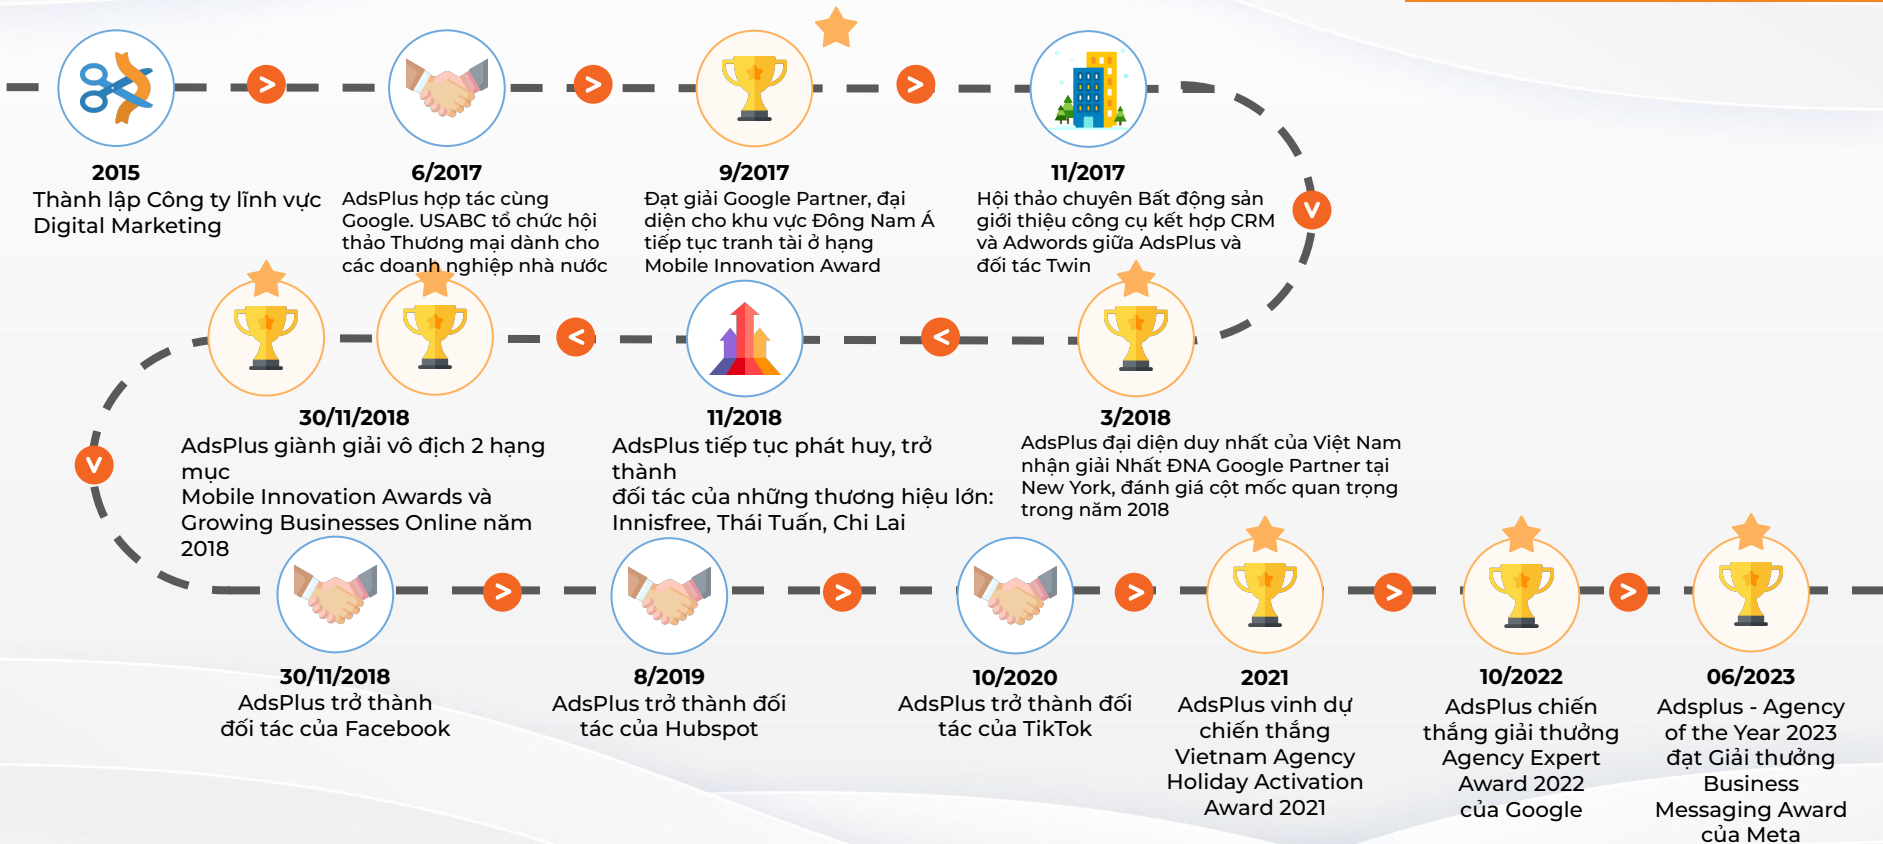 2015
Thành lập Công ty lĩnh vực
Digital Marketing
6/2017
AdsPlus hợp tác cùng
Google. USABC tổ chức hội
thảo Thương mại dành cho
các doanh nghiệp nhà nước
9/2017
Đạt giải Google Partner, đại
diện cho khu vực Đông Nam Á
tiếp tục tranh tài ở hạng
Mobile Innovation Award
11/2017
Hội thảo chuyên Bất động sản
giới thiệu công cụ kết hợp CRM
và Adwords giữa AdsPlus và
đối tác Twin
3/2018
AdsPlus đại diện duy nhất của Việt Nam
nhận giải Nhất ĐNA Google Partner tại
New York, đánh giá cột mốc quan trọng
trong năm 2018
11/2018
AdsPlus tiếp tục phát huy, trở
thành
đối tác của những thương hiệu lớn:
Innisfree, Thái Tuấn, Chi Lai
30/11/2018
AdsPlus giành giải vô địch 2 hạng
mục
Mobile Innovation Awards và
Growing Businesses Online năm
2018
30/11/2018
AdsPlus trở thành
đối tác của Facebook
8/2019
AdsPlus trở thành đối
tác của Hubspot
10/2020
AdsPlus trở thành đối
tác của TikTok
2021
AdsPlus vinh dự
chiến thắng
Vietnam Agency
Holiday Activation
Award 2021
10/2022
AdsPlus chiến
thắng giải thưởng
Agency Expert
Award 2022
của Google
06/2023
Adsplus - Agency
of the Year 2023
đạt Giải thưởng
Business
Messaging Award
của Meta